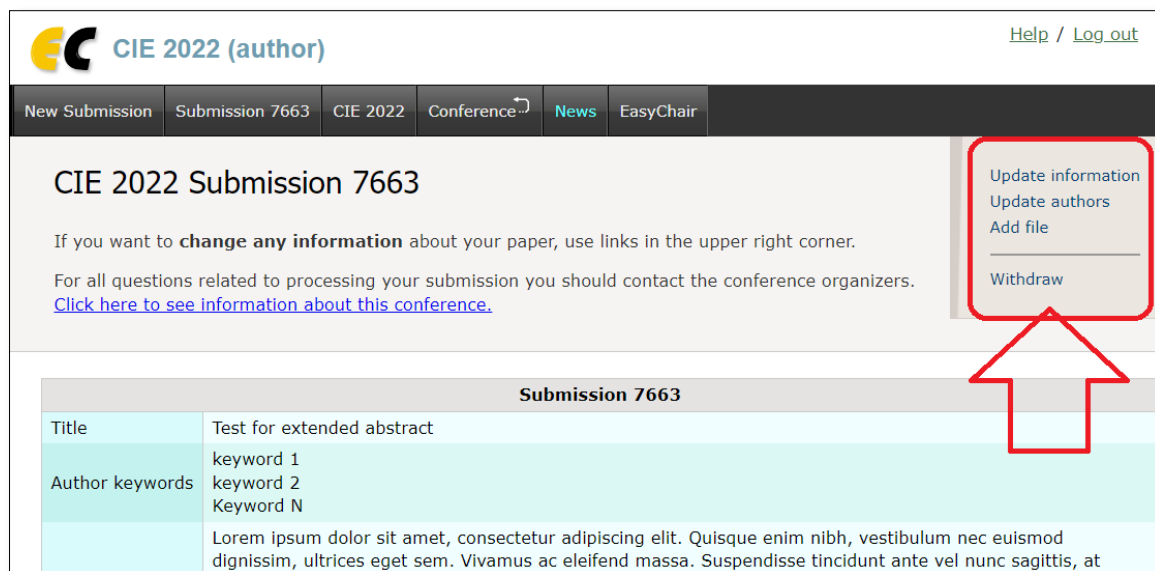 EC CIE 2022 (author)
Help / Log out
New Submission Submission 7663 CIE 2022 Conference News EasyChair
CIE 2022 Submission 7663
If you want to change any information about your paper, use links in the upper right corner.
For all questions related to processing your submission you should contact the conference organizers.
Click here to see information about this conference.
Update information
Update authors
Add file
Withdraw
Submission 7663
Title Test for extended abstract
Author keywords
keyword 1
keyword 2
Keyword N
Lorem ipsum dolor sit amet, consectetur adipiscing elit. Quisque enim nibh, vestibulum nec euismod
dignissim, ultrices eget sem. Vivamus ac eleifend massa. Suspendisse tincidunt ante vel nunc sagittis, at